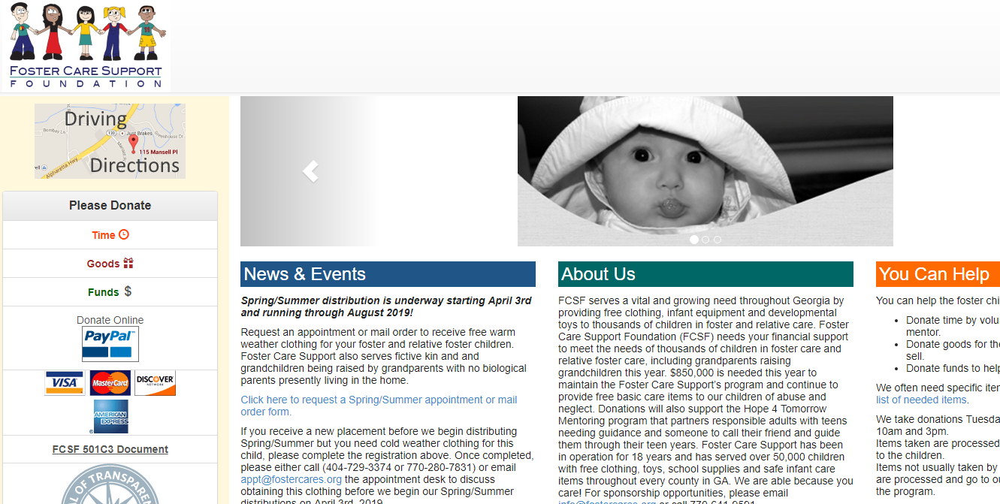 FOSTER CARE SUPPORT
FOUNDATION
Driving
Directions
Bombay Ln
120
Just Brakes
Greenhouse Dr
115 Mansell Pl
Mansell
Alpharetta Hwy
Please Donate
Time
Goods
Funds $
Donate Online
PayPal
VISA
MasterCard
DISCOVER
NETWORK
AMERICAN
EXPRESS
FCSF 501C3 Document
OF TRANSPAR
News & Events
Spring/Summer distribution is underway starting April 3rd
and running through August 2019!
Request an appointment or mail order to receive free warm
weather clothing for your foster and relative foster children.
Foster Care Support also serves fictive kin and and
grandchildren being raised by grandparents with no biological
parents presently living in the home.
Click here to request a Spring/Summer appointment or mail
order form.
If you receive a new placement before we begin distributing
Spring/Summer but you need cold weather clothing for this
child, please complete the registration above. Once completed,
please either call (404-729-3374 or 770-280-7831) or email
appt@fostercares.org the appointment desk to discuss
obtaining this clothing before we begin our Spring/Summer
distributions on April 3rd, 2019.
About Us
FCSF serves a vital and growing need throughout Georgia by
providing free clothing, infant equipment and developmental
toys to thousands of children in foster and relative care. Foster
Care Support Foundation (FCSF) needs your financial support
to meet the needs of thousands of children in foster care and
relative foster care, including grandparents raising
grandchildren this year. $850,000 is needed this year to
maintain the Foster Care Support's program and continue to
provide free basic care items to our children of abuse and
neglect. Donations will also support the Hope 4 Tomorrow
Mentoring program that partners responsible adults with teens
needing guidance and someone to call their friend and guide
them through their teen years. Foster Care Support has been
in operation for 18 years and has served over 50,000 children
with free clothing, toys, school supplies and safe infant care
items throughout every county in GA. We are able because you
care! For sponsorship opportunities, please email
info@fostercares.org or call 770-641-9591
You Can Help
You can help the foster chi
• Donate time by volu
mentor.
• Donate goods for the
sell.
• Donate funds to help
We often need specific iter
list of needed items.
We take donations Tuesda
10am and 3pm.
Items taken are processed
to the children.
Items not usually taken by
are processed and go to ou
the program.